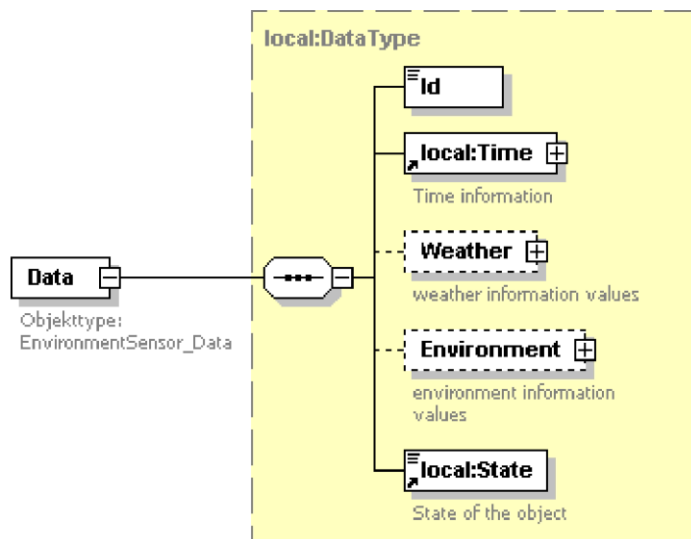 local:DataType
Id
local:Time
Time information
Weather
weather information values
Data
Objekttype:
EnvironmentSensor_Data
Environment
environment information
values
local:State
State of the object